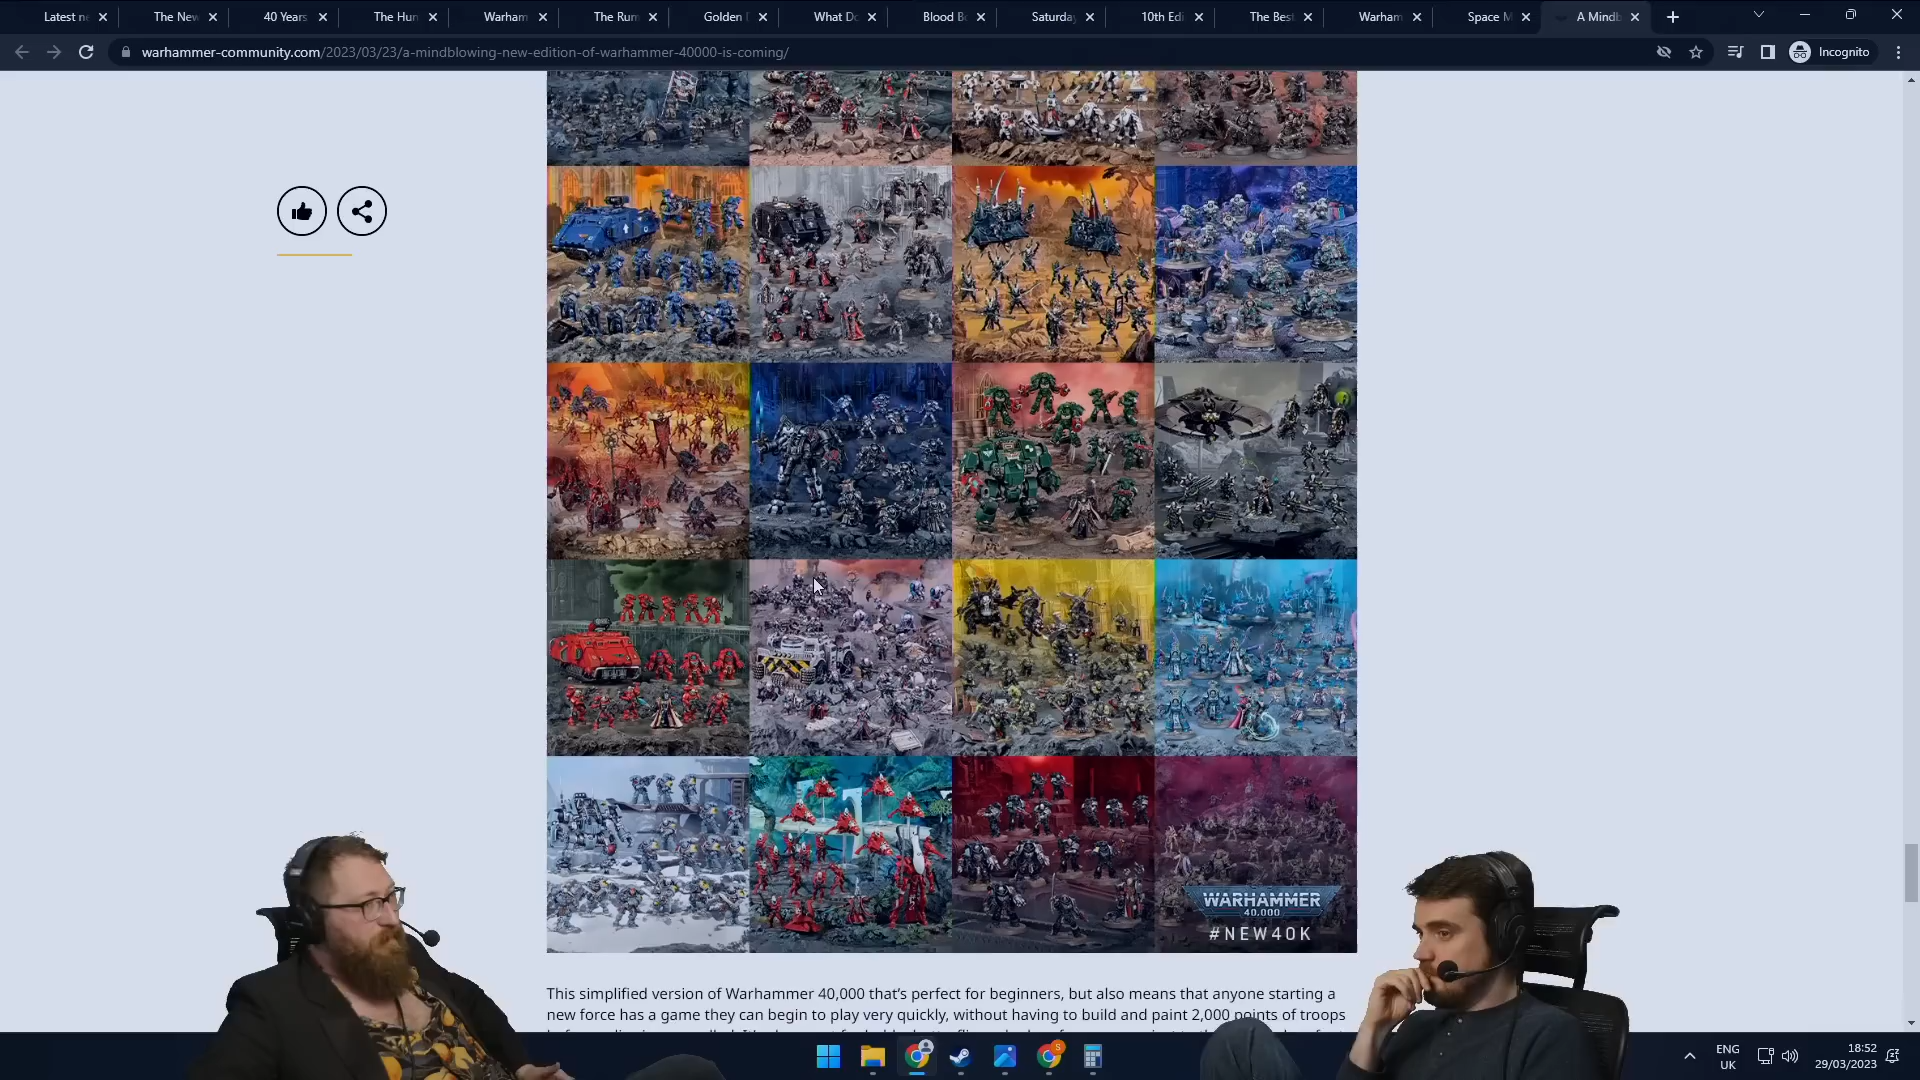 Latest n
The New
40 Years
The Hun
Warham
The Rum
Golden
What Do
Blood Bo
Saturday
10th Edi
The Best
Warham
Space M
A Mindb
warhammer-community.com/2023/03/23/a-mindblowing-new-edition-of-warhammer-40000-is-coming/
Incognito
WARHAMMER
40,000
#NEW40K
This simplified version of Warhammer 40,000 that's perfect for beginners, but also means that anyone starting a
new force has a game they can begin to play very quickly, without having to build and paint 2,000 points of troops
ENG
UK
18:52
29/03/2023